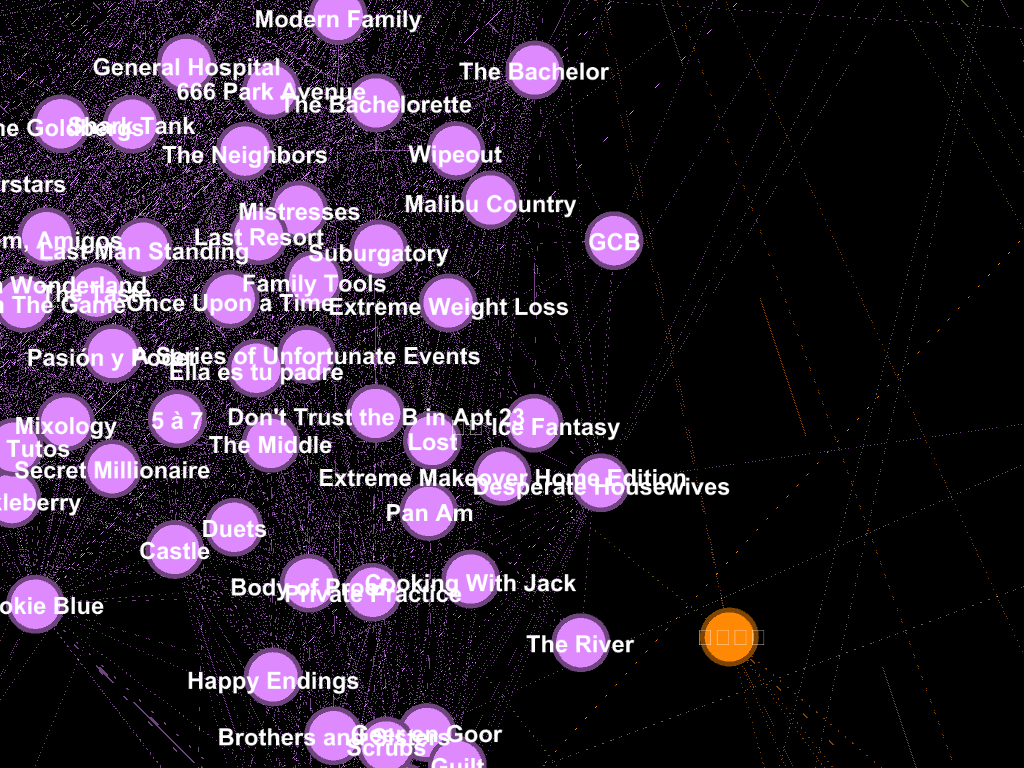 Modern Family
General Hospital
The Bachelor
666 Park Avenue
The Bachelorette
Shark Tank
The Neighbors
Wipeout
rstars
Malibu Country
Mistresses
Last Resort
GCB
m, Amigos
Last Man Standing
Suburgatory
Family Tools
Wonderland
The Taste
n The Game
Once Upon a Time
Extreme Weight Loss
Pasión y Poder
A Series of Unfortunate Events
Ella es tu padre
5 à 7
Don't Trust the B in Apt 23
Mixology
Ice Fantasy
The Middle
Lost
Tutos
Secret Millionaire
Extreme Makeover Home Edition
Desperate Housewives
kleberry
Pan Am
Duets
Castle
Body of Proof
Cooking With Jack
Private Practice
okie Blue
The River
Happy Endings
Brothers and Sisters
Scrubs
Guilt